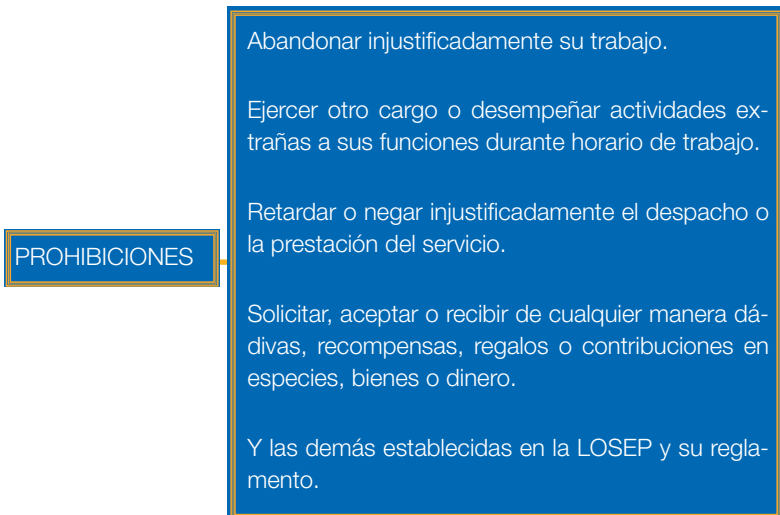 PROHIBICIONES
Abandonar injustificadamente su trabajo.
Ejercer otro cargo o desempeñar actividades ex-
trañas a sus funciones durante horario de trabajo.
Retardar o negar injustificadamente el despacho o
la prestación del servicio.
Solicitar, aceptar o recibir de cualquier manera dá-
divas, recompensas, regalos o contribuciones en
especies, bienes o dinero.
Y las demás establecidas en la LOSEP y su regla-
mento.